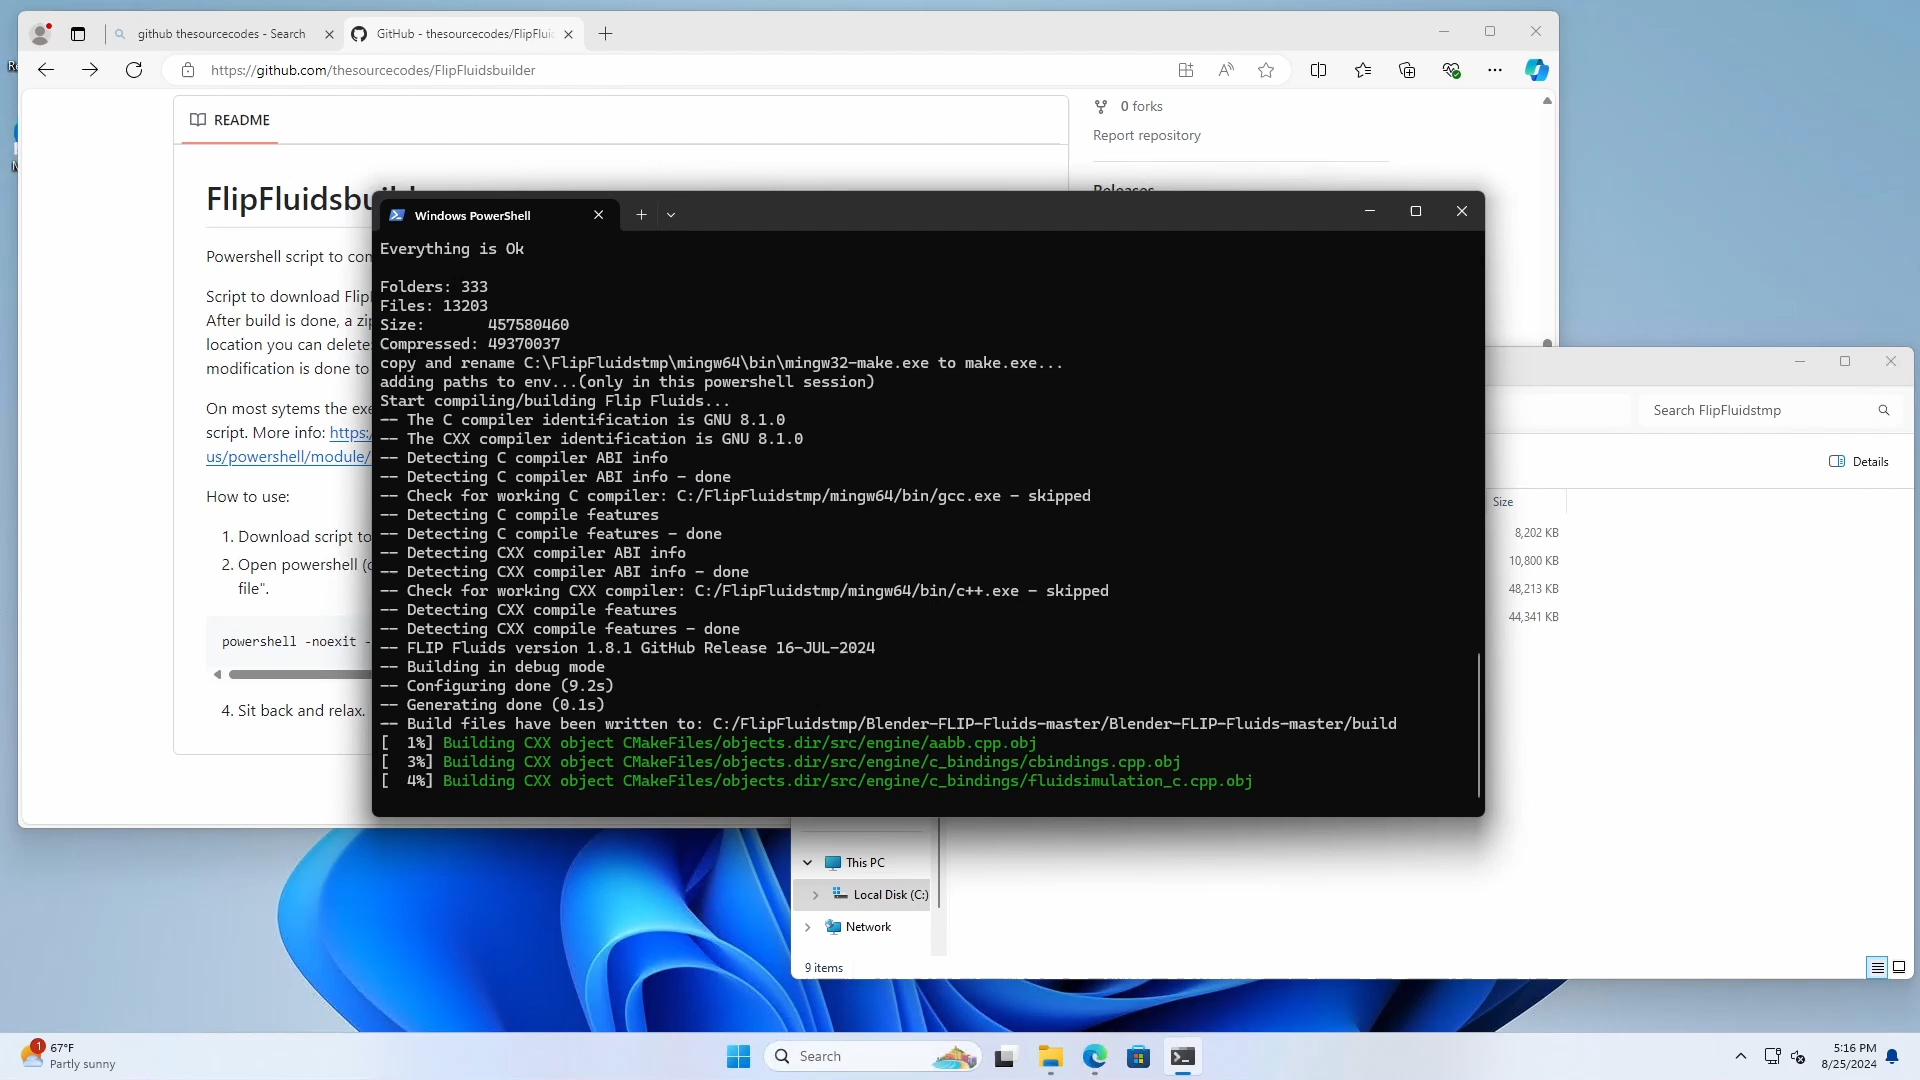 github thesourcecodes - Search
GitHub - thesourcecodes/FlipFlui
https://github.com/thesourcecodes/FlipFluidsbuilder
README
0 forks
Report repository
Releases
FlipFluidsbuild
Powershell script to con
Script to download Flip
After build is done, a zip
location you can delete
modification is done to
On most sytems the exe
script. More info: https:/
us/powershell/module/
How to use:
1. Download script to
2. Open powershell (c
file".
powershell -noexit -
4. Sit back and relax.
Windows PowerShell
Everything is Ok
Folders: 333
Files: 13203
Size:       457580460
Compressed: 49370037
copy and rename C:\FlipFluidstmp\mingw64\bin\mingw32-make.exe to make.exe...
adding paths to env...(only in this powershell session)
Start compiling/building Flip Fluids...
-- The C compiler identification is GNU 8.1.0
-- The CXX compiler identification is GNU 8.1.0
-- Detecting C compiler ABI info
-- Detecting C compiler ABI info - done
-- Check for working C compiler: C:/FlipFluidstmp/mingw64/bin/gcc.exe - skipped
-- Detecting C compile features
-- Detecting C compile features - done
-- Detecting CXX compiler ABI info
-- Detecting CXX compiler ABI info - done
-- Check for working CXX compiler: C:/FlipFluidstmp/mingw64/bin/c++.exe - skipped
-- Detecting CXX compile features
-- Detecting CXX compile features - done
-- FLIP Fluids version 1.8.1 GitHub Release 16-JUL-2024
-- Building in debug mode
-- Configuring done (9.2s)
-- Generating done (0.1s)
-- Build files have been written to: C:/FlipFluidstmp/Blender-FLIP-Fluids-master/Blender-FLIP-Fluids-master/build
[  1%] Building CXX object CMakeFiles/objects.dir/src/engine/aabb.cpp.obj
[  3%] Building CXX object CMakeFiles/objects.dir/src/engine/c_bindings/cbindings.cpp.obj
[  4%] Building CXX object CMakeFiles/objects.dir/src/engine/c_bindings/fluidsimulation_c.cpp.obj
Search FlipFluidstmp
Details
Size
8,202 KB
10,800 KB
48,213 KB
44,341 KB
This PC
Local Disk (C:)
Network
9 items
1
67°F
Partly sunny
Search
5:16 PM
8/25/2024